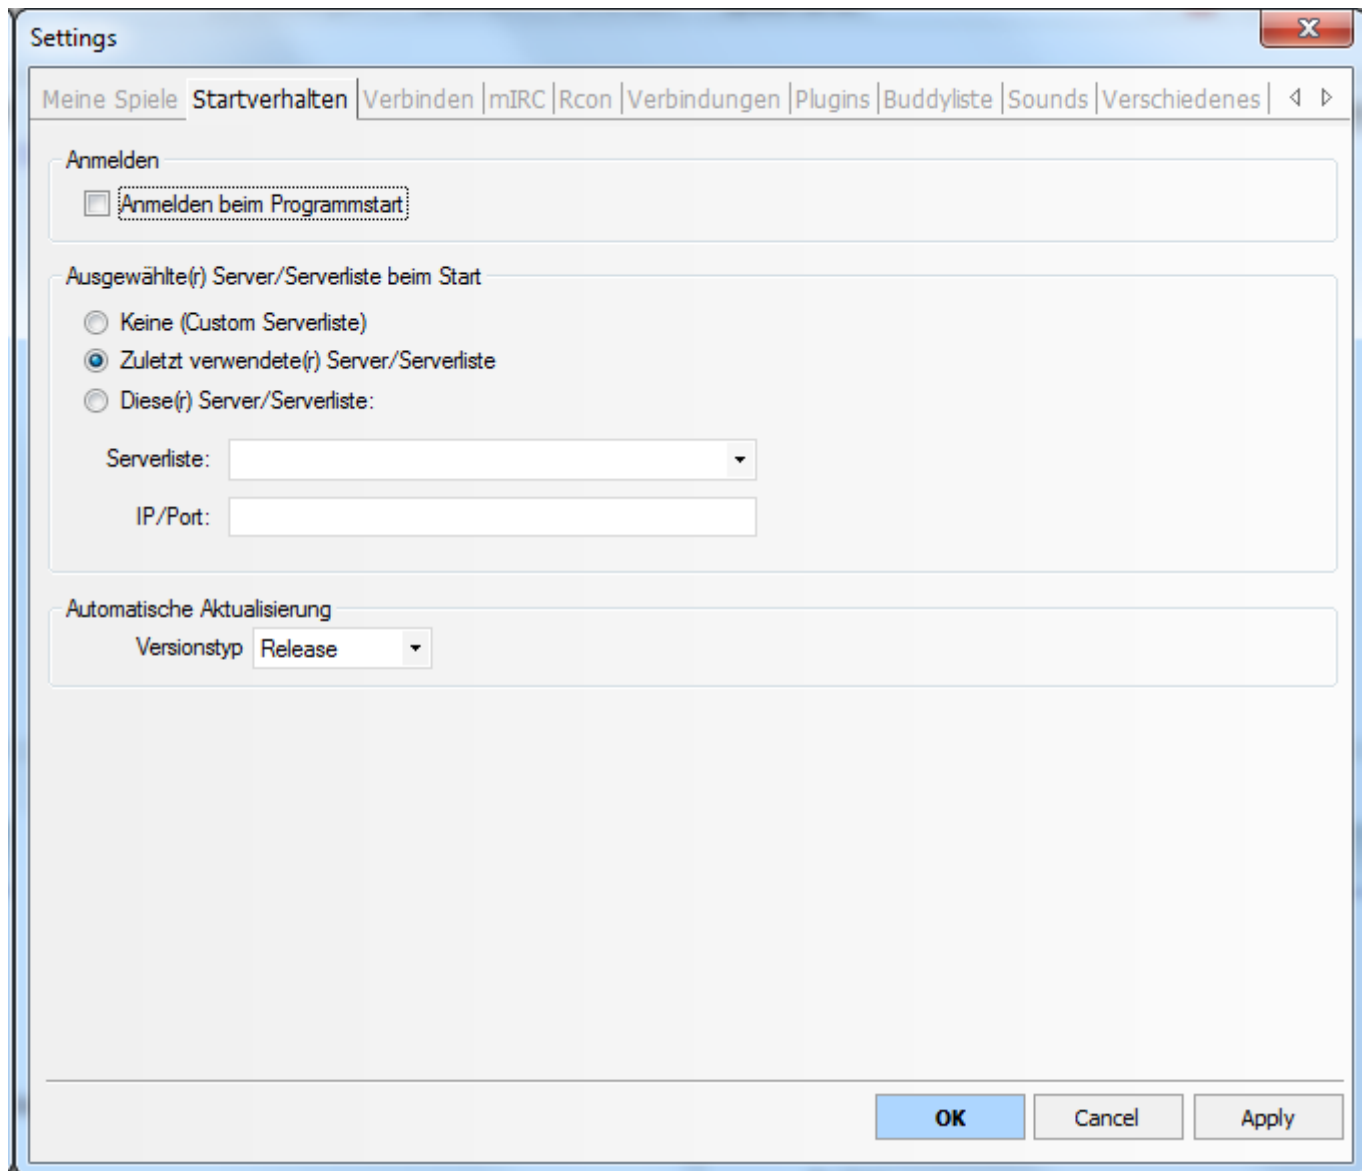 Settings
Meine Spiele Startverhalten Verbinden mIRC Rcon Verbindungen Plugins Buddyliste Sounds Verschiedenes
Anmelden
Anmelden beim Programmstart
Ausgewählte(r) Server/Serverliste beim Start
Keine (Custom Serverliste)
Zuletzt verwendete(r) Server/Serverliste
Diese(r) Server/Serverliste:
Serverliste:
IP/Port:
Automatische Aktualisierung
Versionstyp Release
OK Cancel Apply